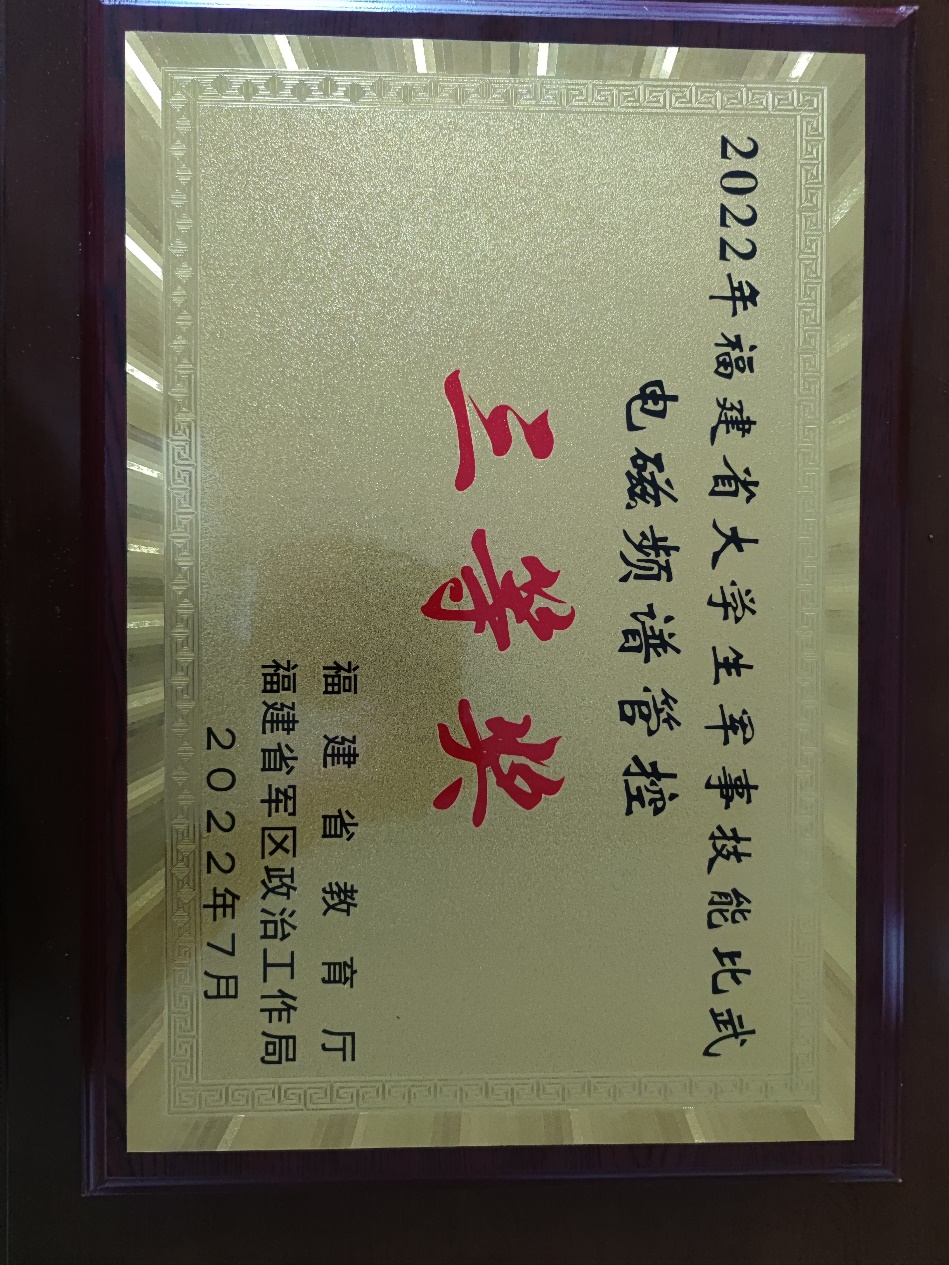 2022年福建省大学生军事技能比武
电磁频谱管控
三等奖
福建省教育厅
福建省军区政治工作局
2022年7月